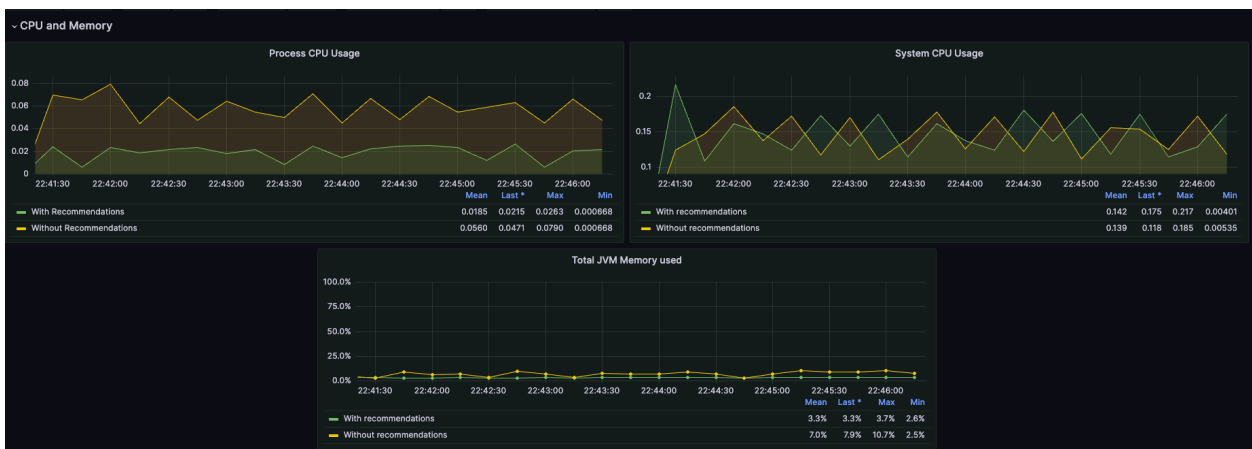 CPU and Memory
Process CPU Usage
0.08
0.06
0.04
0.02
0
22:41:30 22:42:00 22:42:30 22:43:00 22:43:30 22:44:00 22:44:30 22:45:00 22:45:30 22:46:00
Mean Last * Max Min
With Recommendations 0.0185 0.0215 0.0263 0.000668
Without Recommendations 0.0560 0.0471 0.0790 0.000668
System CPU Usage
0.2
0.15
0.1
22:41:30 22:42:00 22:42:30 22:43:00 22:43:30 22:44:00 22:44:30 22:45:00 22:45:30 22:46:00
Mean Last * Max Min
With recommendations 0.142 0.175 0.217 0.00401
Without recommendations 0.139 0.118 0.185 0.00535
Total JVM Memory used
100.0%
75.0%
50.0%
25.0%
0.0%
22:41:30 22:42:00 22:42:30 22:43:00 22:43:30 22:44:00 22:44:30 22:45:00 22:45:30 22:46:00
Mean Last * Max Min
With recommendations 3.3% 3.3% 3.7% 2.6%
Without recommendations 7.0% 7.9% 10.7% 2.5%